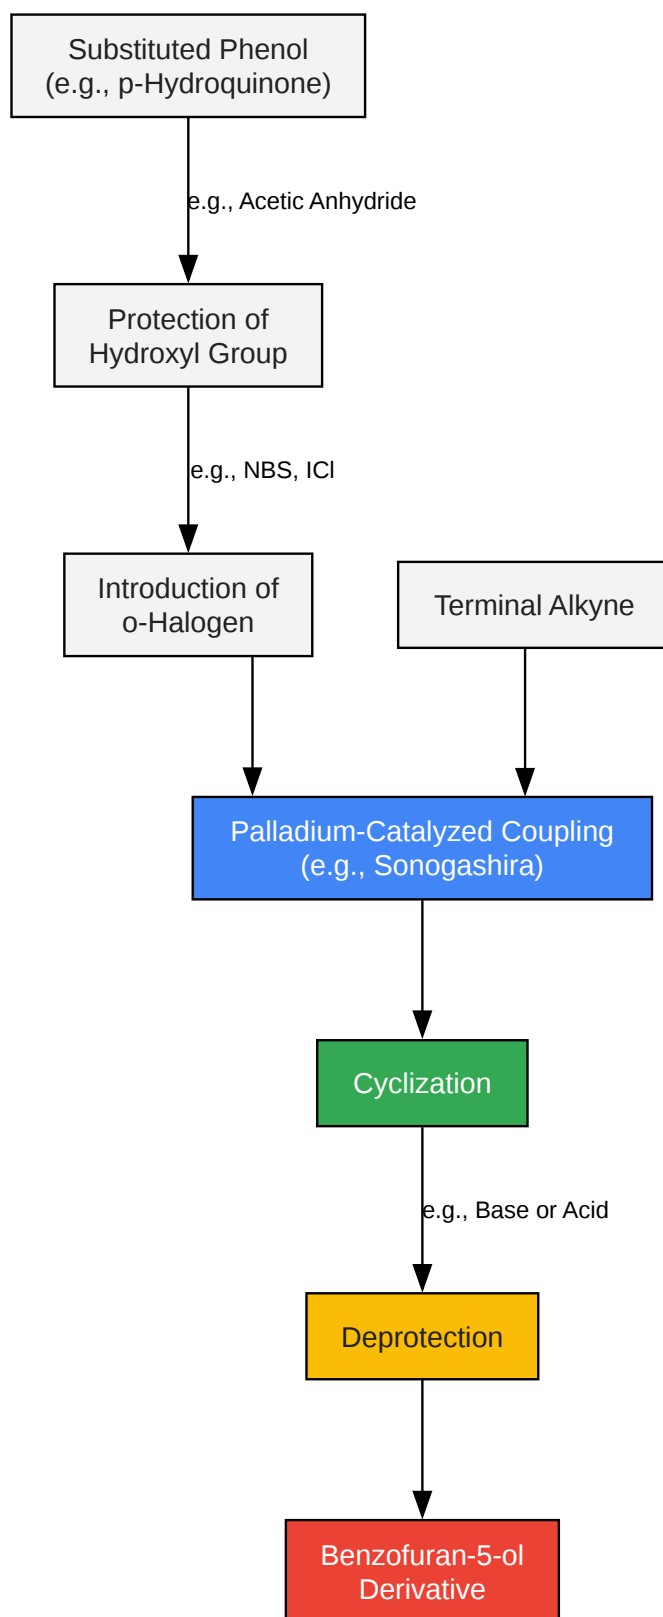 Substituted Phenol
(e.g., p-Hydroquinone)
e.g., Acetic Anhydride
Protection of
Hydroxyl Group
e.g., NBS, ICl
Introduction of
o-Halogen
Terminal Alkyne
Palladium-Catalyzed Coupling
(e.g., Sonogashira)
Cyclization
e.g., Base or Acid
Deprotection
Benzofuran-5-ol
Derivative